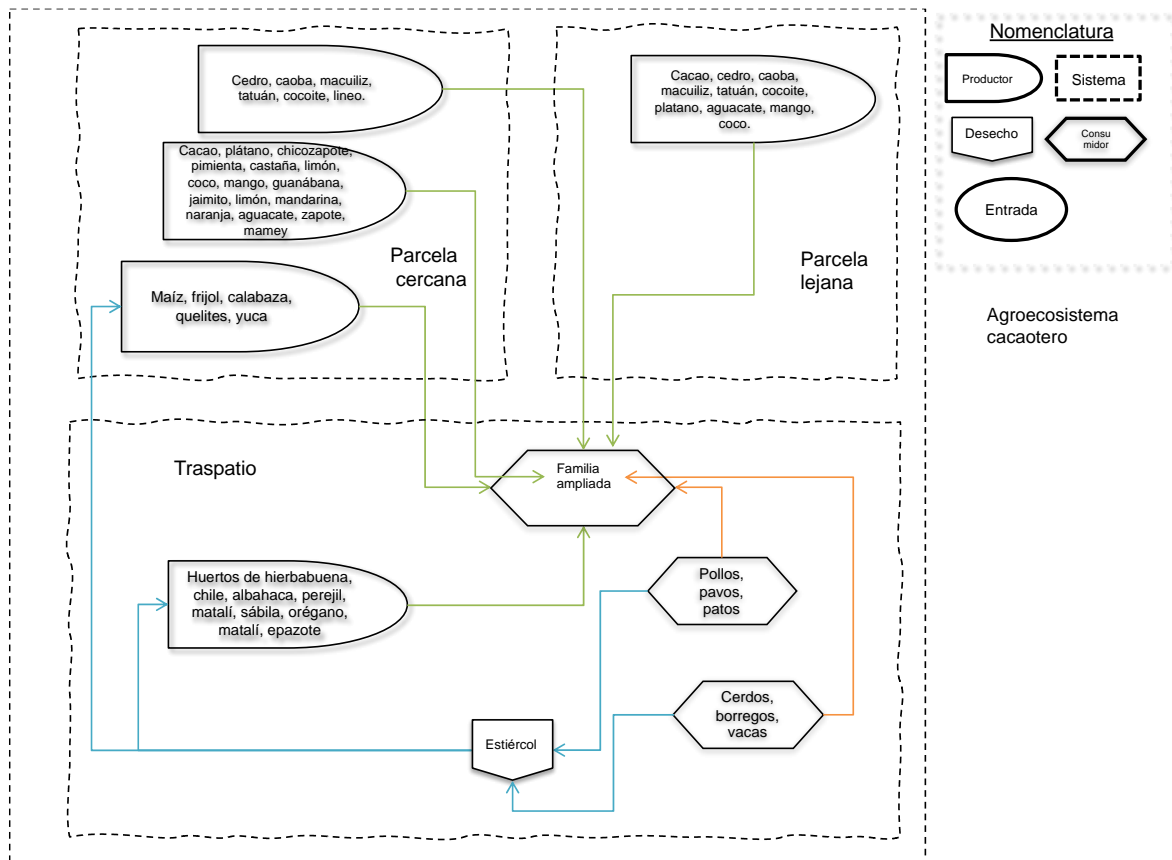 Cedro, caoba, macuiliz,
tatuán, cocoite, lineo.
Cacao, plátano, chicozapote,
pimienta, castaña, limón,
coco, mango, guanábana,
jaimito, limón, mandarina,
naranja, aguacate, zapote,
mamey
Parcela
cercana
Maíz, frijol, calabaza,
quelites, yuca
Cacao, cedro, caoba,
macuiliz, tatuán, cocoite,
platano, aguacate, mango,
coco.
Parcela
lejana
Nomenclatura
Productor
Sistema
Desecho
Consu
midor
Entrada
Agroecosistema
cacaotero
Traspatio
Familia
ampliada
Huertos de hierbabuena,
chile, albahaca, perejil,
matalí, sábila, orégano,
matalí, epazote
Pollos,
pavos,
patos
Cerdos,
borregos,
vacas
Estiércol